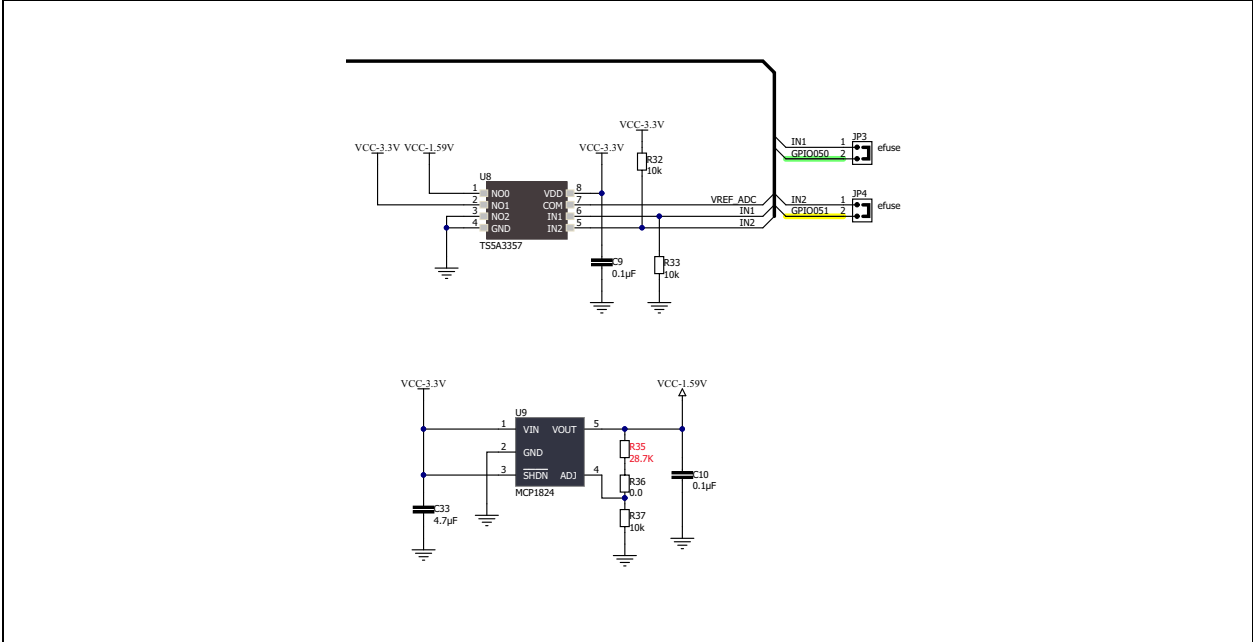 VCC-3.3V
JP3
IN1 1
GPIO050 2
efuse
VCC-3.3V VCC-1.59V VCC-3.3V
R32
10k
U8
JP4
1 NO0 VDD 8
2 NO1 COM 7 VREF_ADC
3 NO2 IN1 6 IN1
4 GND IN2 5 IN2
TS5A3357
IN2 1
GPIO051 2
efuse
C9
0.1µF
R33
10k
VCC-3.3V VCC-1.59V
U9
1 VIN VOUT 5
2 GND
3 SHDN ADJ 4
MCP1824
R35
28.7K
R36
0.0
R37
10k
C10
0.1µF
C33
4.7µF